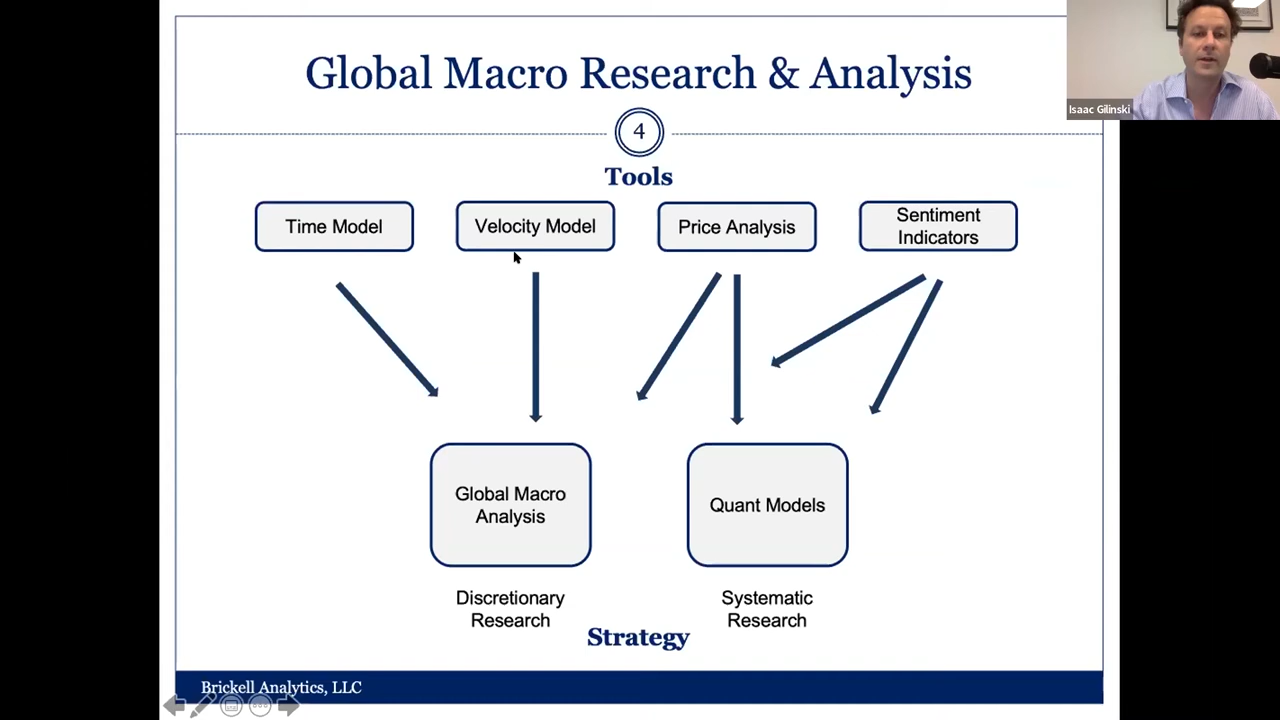 Global Macro Research & Analysis
Isaac Gilinski
4
Tools
Time Model
Velocity Model
Price Analysis
Sentiment
Indicators
Global Macro
Analysis
Quant Models
Discretionary
Research
Systematic
Research
Strategy
Brickell Analytics, LLC